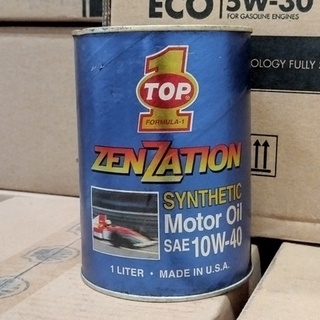 ECO 5W-30
FOR GASOLINE ENGINES
OLOGY FULLY
1
TOP
FORMULA-1
ZENZATION
SYNTHETIC
Motor Oil
SAE 10W-40
1 LITER • MADE IN U.S.A.